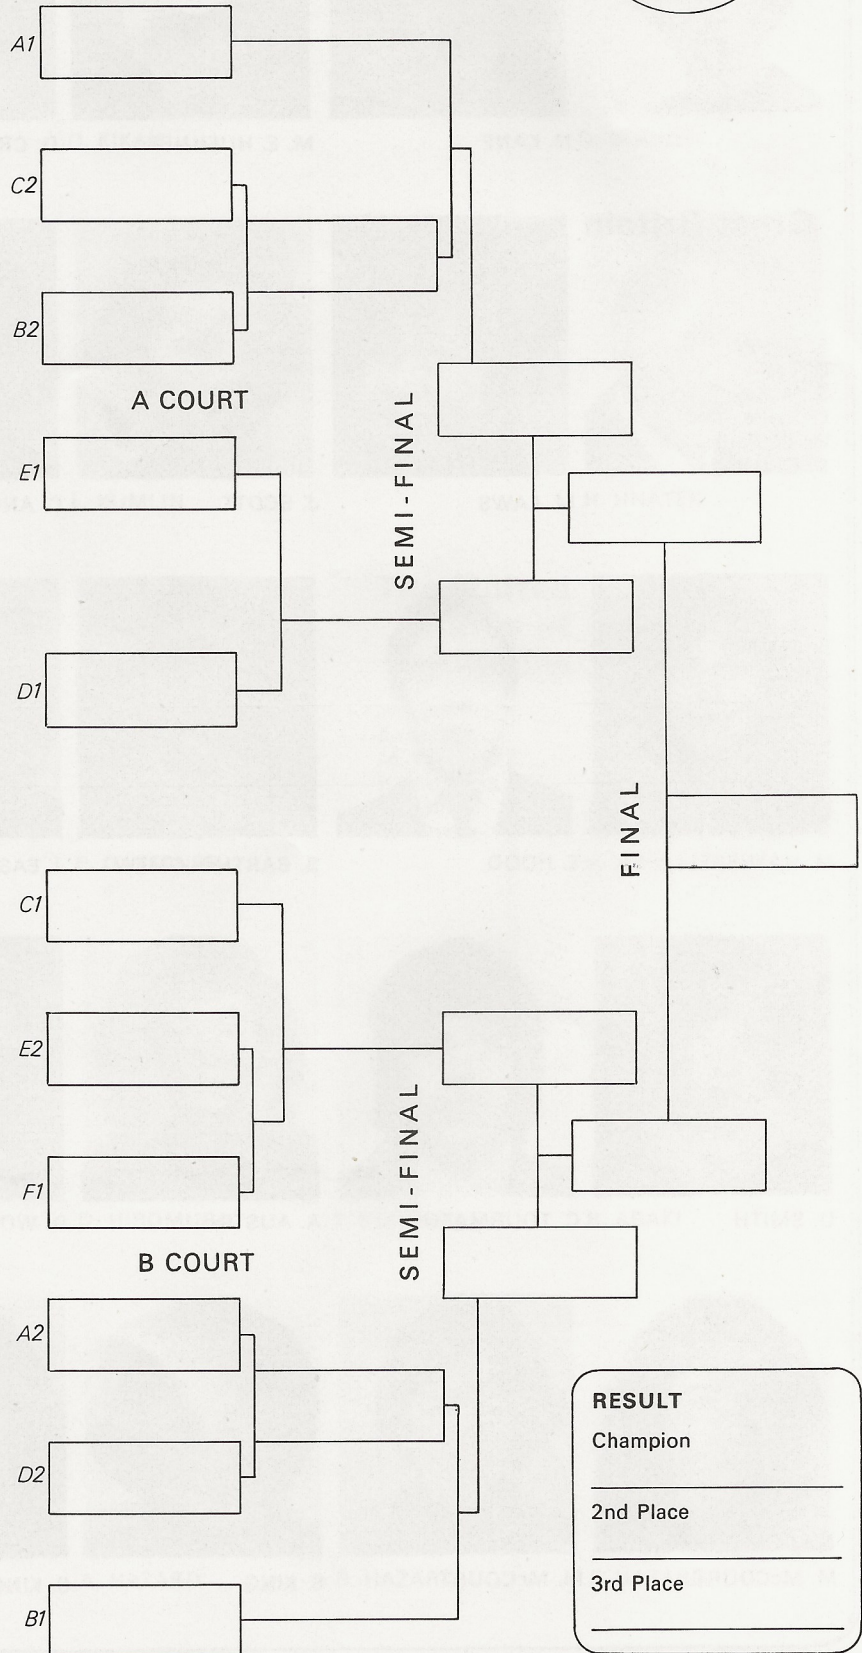 A1
C2
B2
A COURT
E1
SEMI-FINAL
D1
FINAL
C1
E2
SEMI-FINAL
F1
B COURT
A2
D2
B1
RESULT
Champion
2nd Place
3rd Place